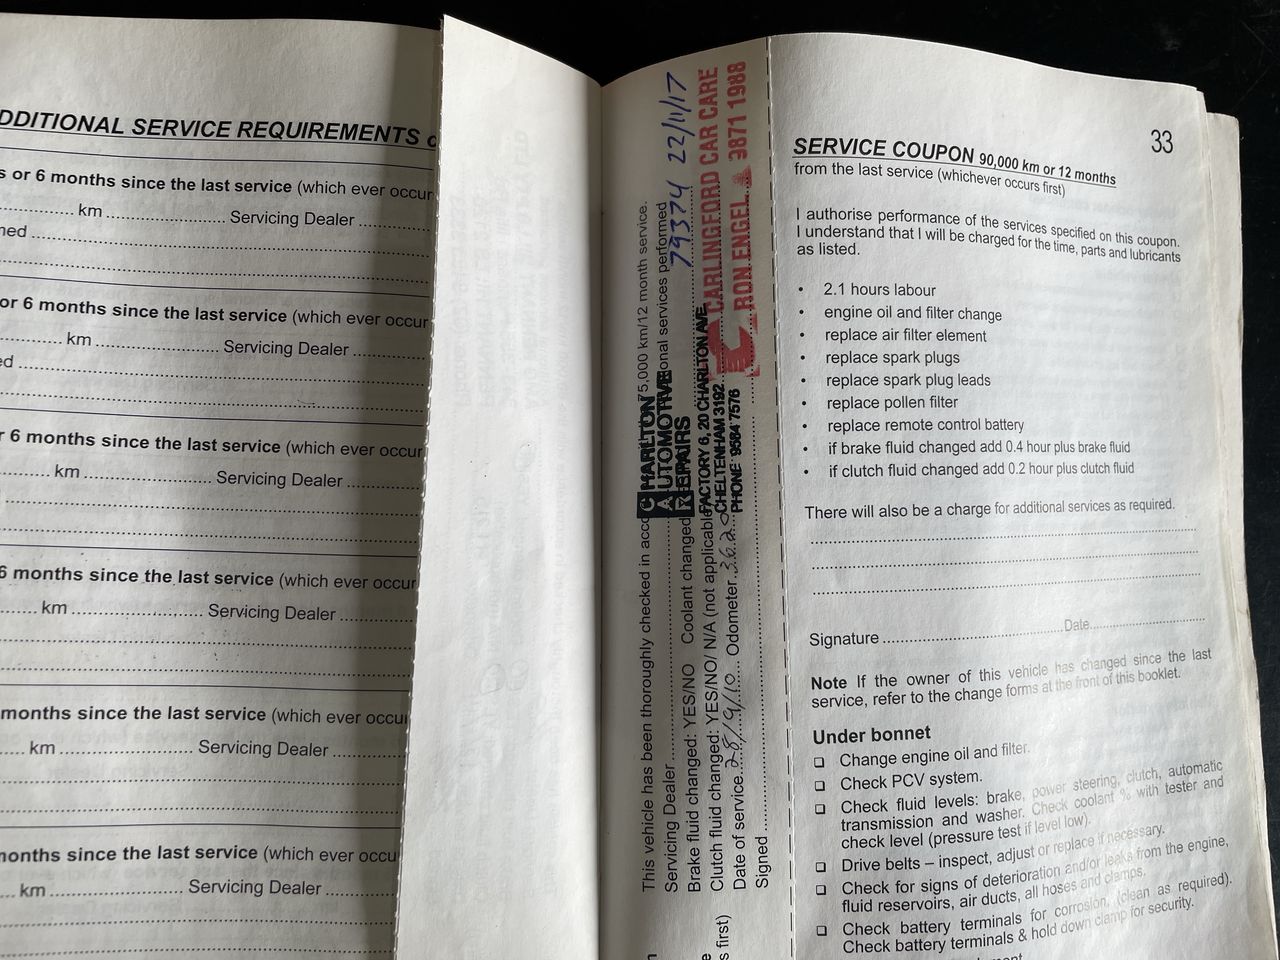 DDITIONAL SERVICE REQUIREMENTS
s or 6 months since the last service (which ever occur
km Servicing Dealer
ned
or 6 months since the last service (which ever occur
km Servicing Dealer
ed
r 6 months since the last service (which ever occur
km Servicing Dealer
6 months since the last service (which ever occur
km Servicing Dealer
months since the last service (which ever occu
km Servicing Dealer
nonths since the last service (which ever occu
km Servicing Dealer
This vehicle has been thoroughly checked in acco 75,000 km/12 month service.
Servicing Dealer onal services performed
Brake fluid changed: YES/NO Coolant changed
Clutch fluid changed: YES/NO/ N/A (not applicable
Date of service 28/9/10 Odometer 3620
Signed
CHARLTON
AUTOMOTIVE
REPAIRS
FACTORY 6, 20 CHARLTON AVE.
CHELTENHAM 3192
PHONE 9584 7576
79374 22/11/17
CARLINGFORD CAR CARE
RON ENGEL 9871 1988
s first)
33
SERVICE COUPON 90,000 km or 12 months
from the last service (whichever occurs first)
I authorise performance of the services specified on this coupon.
I understand that I will be charged for the time, parts and lubricants
as listed.
• 2.1 hours labour
• engine oil and filter change
• replace air filter element
• replace spark plugs
• replace spark plug leads
• replace pollen filter
• replace remote control battery
• if brake fluid changed add 0.4 hour plus brake fluid
• if clutch fluid changed add 0.2 hour plus clutch fluid
There will also be a charge for additional services as required.
Signature Date
Note If the owner of this vehicle has changed since the last
service, refer to the change forms at the front of this booklet.
Under bonnet
❏ Change engine oil and filter.
❏ Check PCV system.
❏ Check fluid levels: brake, power steering, clutch, automatic
transmission and washer. Check coolant % with tester and
check level (pressure test if level low).
❏ Drive belts – inspect, adjust or replace if necessary.
❏ Check for signs of deterioration and/or leaks from the engine,
fluid reservoirs, air ducts, all hoses and clamps.
❏ Check battery terminals for corrosion, (clean as required).
Check battery terminals & hold down clamp for security.